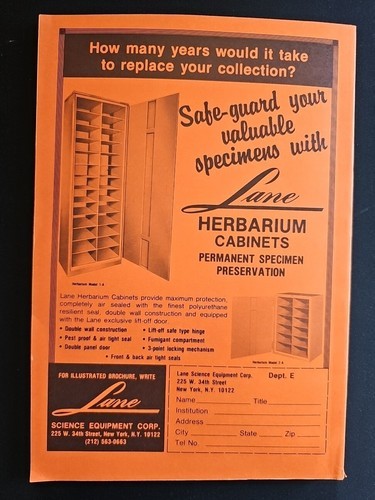 How many years would it take
to replace your collection?
Safe-guard your
valuable
specimens with
Lane
HERBARIUM
CABINETS
PERMANENT SPECIMEN
PRESERVATION
Herbarium Model 1-4
Lane Herbarium Cabinets provide maximum protection,
completely air sealed with the finest polyurethane
resilient seal, double wall construction and equipped
with the Lane exclusive lift-off door.
• Double wall construction
• Pest proof & air tight seal
• Double panel door
• Lift-off safe type hinge
• Fumigant compartment
• 3-point locking mechanism
• Front & back air tight seals
FOR ILLUSTRATED BROCHURE, WRITE
Lane
SCIENCE EQUIPMENT CORP.
225 W. 34th Street, New York, N.Y. 10122
(212) 563-0663
Lane Science Equipment Corp. Dept. E
225 W. 34th Street
New York, N.Y. 10122
Name Title
Institution
Address
City State Zip
Tel No.